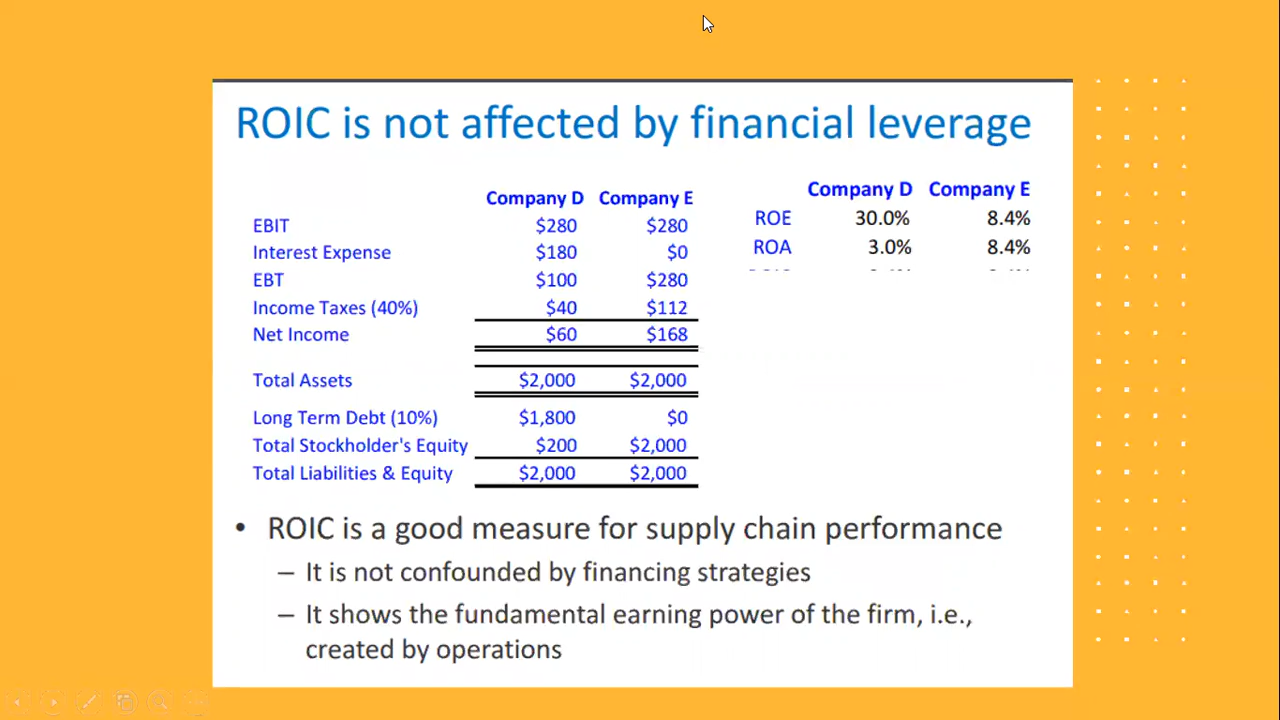 ROIC is not affected by financial leverage
Company D Company E
EBIT $280 $280
Interest Expense $180 $0
EBT $100 $280
Income Taxes (40%) $40 $112
Net Income $60 $168
Total Assets $2,000 $2,000
Long Term Debt (10%) $1,800 $0
Total Stockholder's Equity $200 $2,000
Total Liabilities & Equity $2,000 $2,000
Company D Company E
ROE 30.0% 8.4%
ROA 3.0% 8.4%
• ROIC is a good measure for supply chain performance
– It is not confounded by financing strategies
– It shows the fundamental earning power of the firm, i.e.,
created by operations